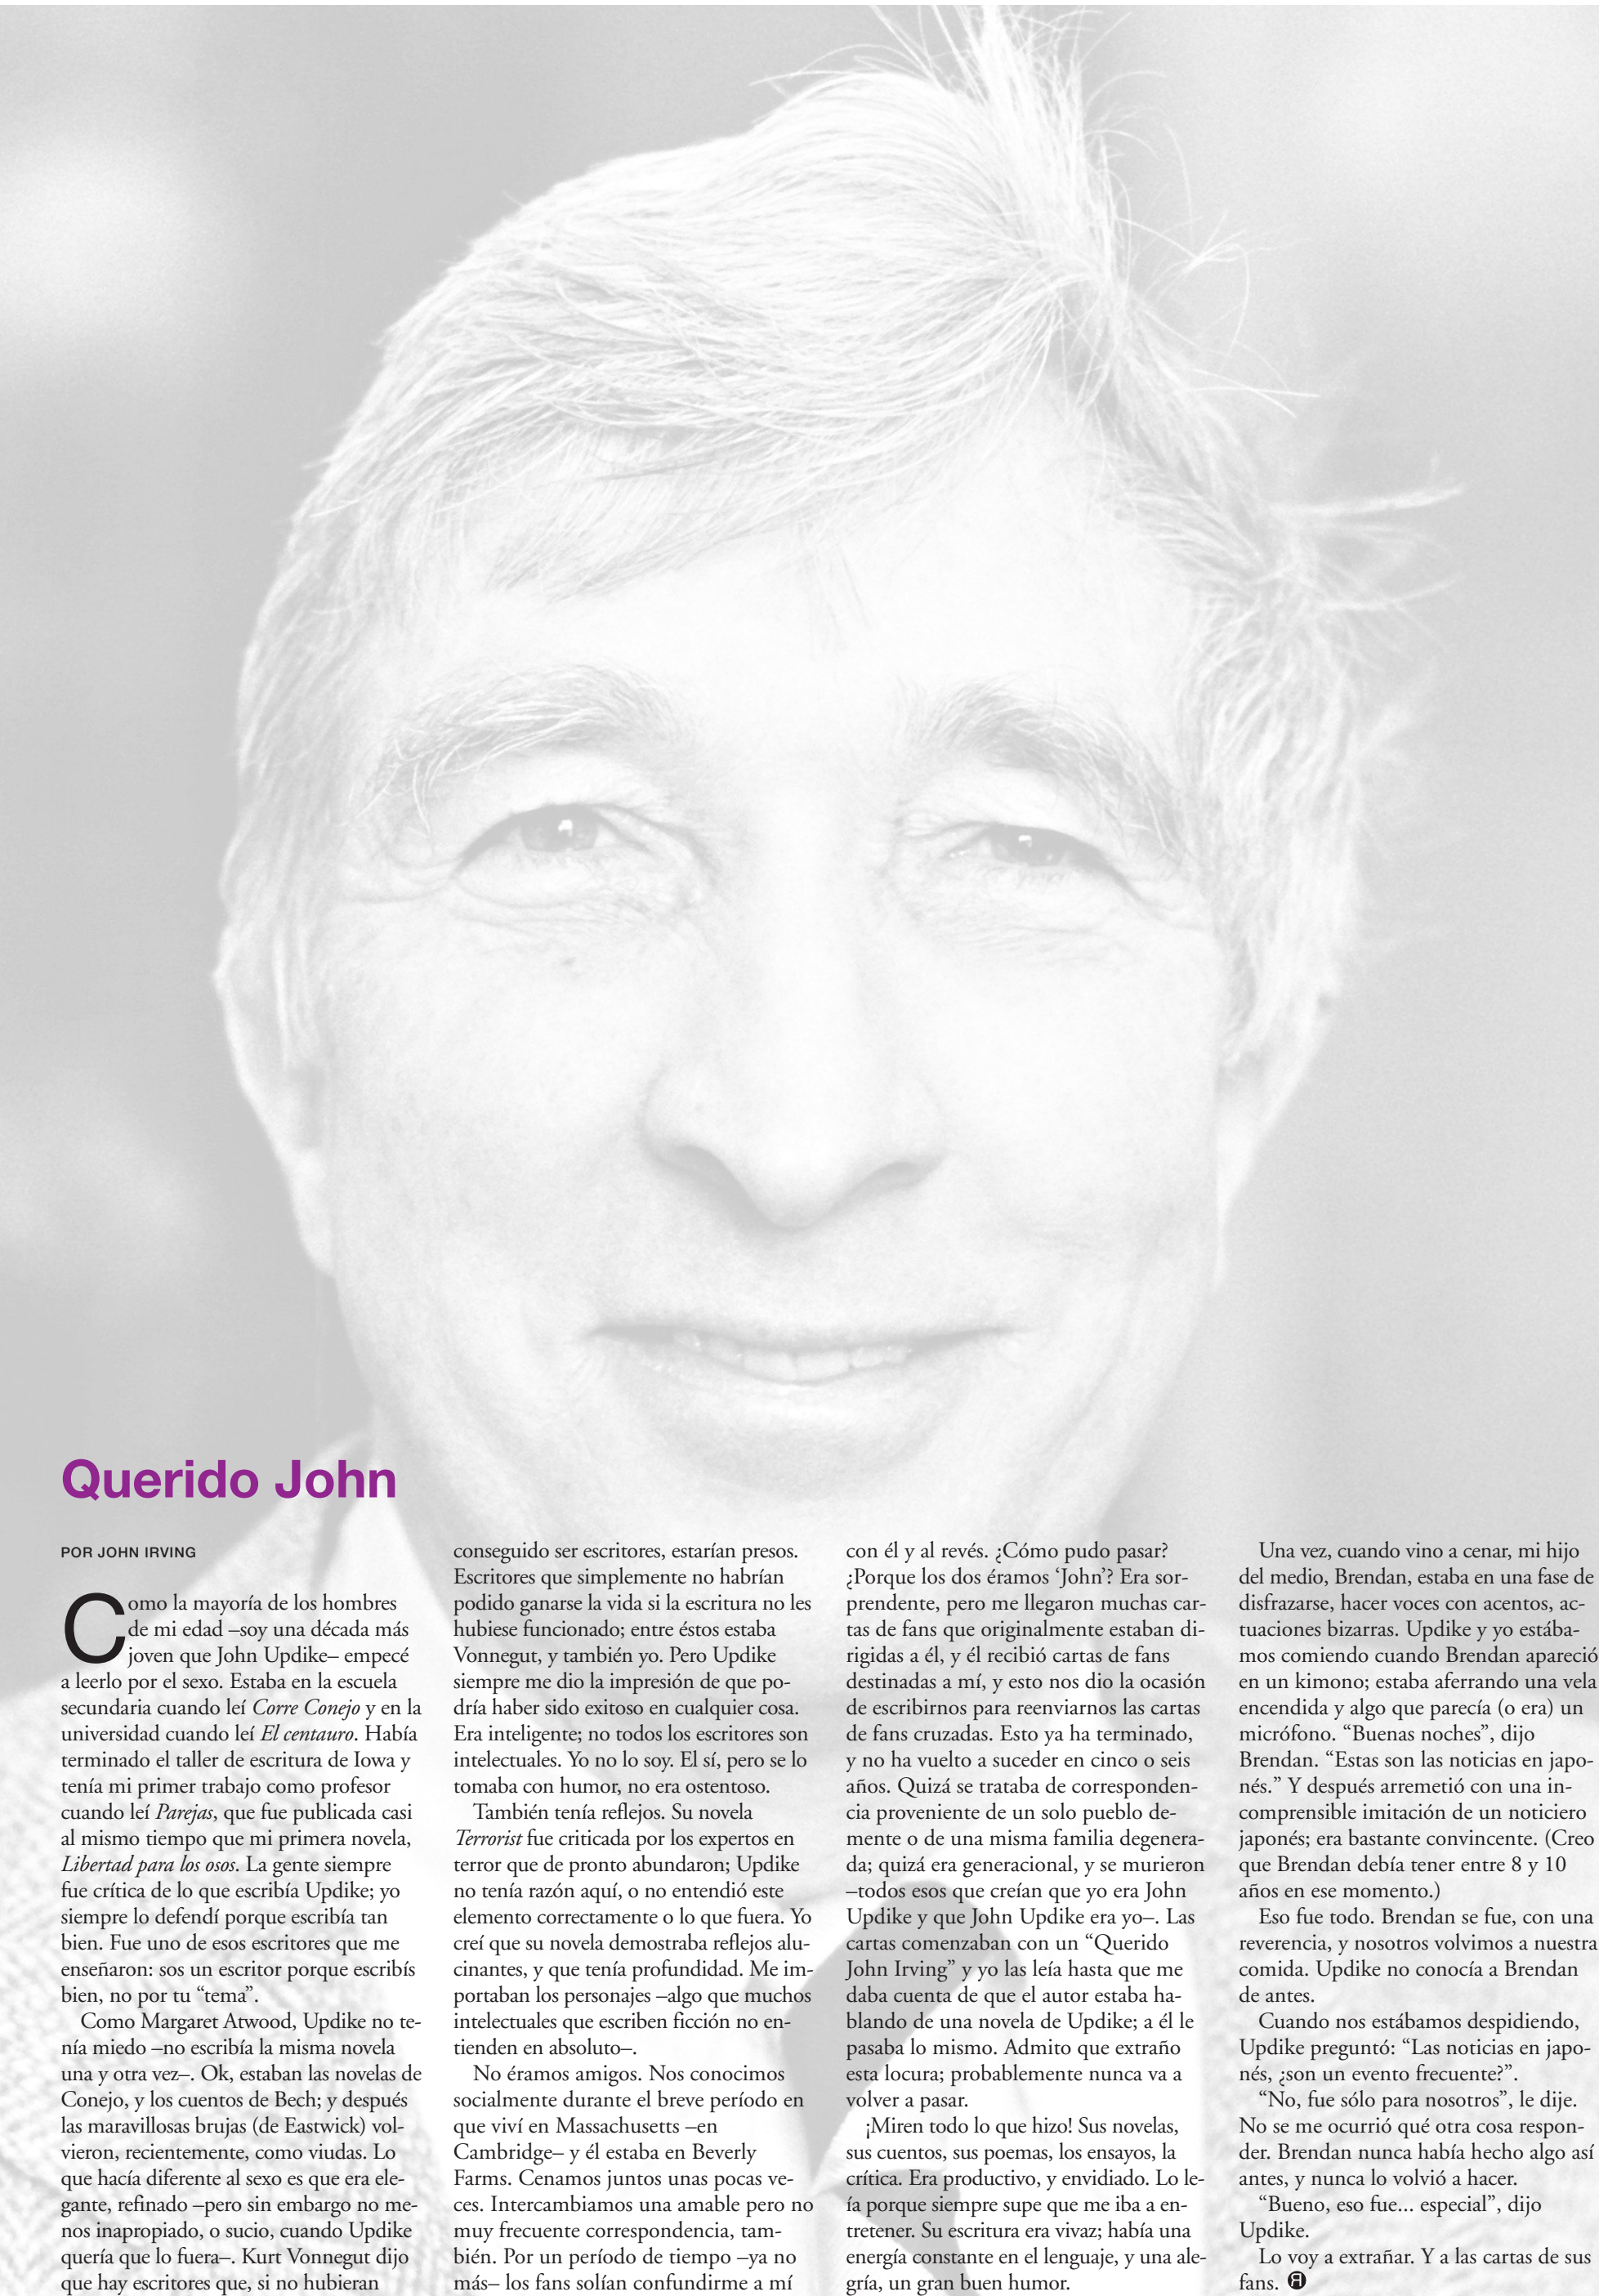 Querido John
POR JOHN IRVING
Como la mayoría de los hombres
de mi edad –soy una década más
joven que John Updike– empecé
a leerlo por el sexo. Estaba en la escuela
secundaria cuando leí Corre Conejo y en la
universidad cuando leí El centauro. Había
terminado el taller de escritura de Iowa y
tenía mi primer trabajo como profesor
cuando leí Parejas, que fue publicada casi
al mismo tiempo que mi primera novela,
Libertad para los osos. La gente siempre
fue crítica de lo que escribía Updike; yo
siempre lo defendí porque escribía tan
bien. Fue uno de esos escritores que me
enseñaron: sos un escritor porque escribís
bien, no por tu “tema”.
Como Margaret Atwood, Updike no te-
nía miedo –no escribía la misma novela
una y otra vez–. Ok, estaban las novelas de
Conejo, y los cuentos de Bech; y después
las maravillosas brujas (de Eastwick) vol-
vieron, recientemente, como viudas. Lo
que hacía diferente al sexo es que era ele-
gante, refinado –pero sin embargo no me-
nos inapropiado, o sucio, cuando Updike
quería que lo fuera–. Kurt Vonnegut dijo
que hay escritores que, si no hubieran
conseguido ser escritores, estarían presos.
Escritores que simplemente no habrían
podido ganarse la vida si la escritura no les
hubiese funcionado; entre éstos estaba
Vonnegut, y también yo. Pero Updike
siempre me dio la impresión de que po-
dría haber sido exitoso en cualquier cosa.
Era inteligente; no todos los escritores son
intelectuales. Yo no lo soy. El sí, pero se lo
tomaba con humor, no era ostentoso.
También tenía reflejos. Su novela
Terrorist fue criticada por los expertos en
terror que de pronto abundaron; Updike
no tenía razón aquí, o no entendió este
elemento correctamente o lo que fuera. Yo
creí que su novela demostraba reflejos alu-
cinantes, y que tenía profundidad. Me im-
portaban los personajes –algo que muchos
intelectuales que escriben ficción no en-
tienden en absoluto–.
No éramos amigos. Nos conocimos
socialmente durante el breve período en
que viví en Massachusetts –en
Cambridge– y él estaba en Beverly
Farms. Cenamos juntos unas pocas ve-
ces. Intercambiamos una amable pero no
muy frecuente correspondencia, tam-
bién. Por un período de tiempo –ya no
más– los fans solían confundirme a mí
con él y al revés. ¿Cómo pudo pasar?
¿Porque los dos éramos ‘John’? Era sor-
prendente, pero me llegaron muchas car-
tas de fans que originalmente estaban di-
rigidas a él, y él recibió cartas de fans
destinadas a mí, y esto nos dio la ocasión
de escribirnos para reenviarnos las cartas
de fans cruzadas. Esto ya ha terminado,
y no ha vuelto a suceder en cinco o seis
años. Quizá se trataba de corresponden-
cia proveniente de un solo pueblo de-
mente o de una misma familia degenera-
da; quizá era generacional, y se murieron
–todos esos que creían que yo era John
Updike y que John Updike era yo–. Las
cartas comenzaban con un “Querido
John Irving” y yo las leía hasta que me
daba cuenta de que el autor estaba ha-
blando de una novela de Updike; a él le
pasaba lo mismo. Admito que extraño
esta locura; probablemente nunca va a
volver a pasar.
¡Miren todo lo que hizo! Sus novelas,
sus cuentos, sus poemas, los ensayos, la
crítica. Era productivo, y envidiado. Lo le-
ía porque siempre supe que me iba a en-
tretener. Su escritura era vivaz; había una
energía constante en el lenguaje, y una ale-
gría, un gran buen humor.
Una vez, cuando vino a cenar, mi hijo
del medio, Brendan, estaba en una fase de
disfrazarse, hacer voces con acentos, ac-
tuaciones bizarras. Updike y yo estába-
mos comiendo cuando Brendan apareció
en un kimono; estaba aferrando una vela
encendida y algo que parecía (o era) un
micrófono. “Buenas noches”, dijo
Brendan. “Estas son las noticias en japo-
nés.” Y después arremetió con una in-
comprensible imitación de un noticiero
japonés; era bastante convincente. (Creo
que Brendan debía tener entre 8 y 10
años en ese momento.)
Eso fue todo. Brendan se fue, con una
reverencia, y nosotros volvimos a nuestra
comida. Updike no conocía a Brendan
de antes.
Cuando nos estábamos despidiendo,
Updike preguntó: “Las noticias en japo-
nés, ¿son un evento frecuente?”.
“No, fue sólo para nosotros”, le dije.
No se me ocurrió qué otra cosa respon-
der. Brendan nunca había hecho algo así
antes, y nunca lo volvió a hacer.
“Bueno, eso fue... especial”, dijo
Updike.
Lo voy a extrañar. Y a las cartas de sus
fans.